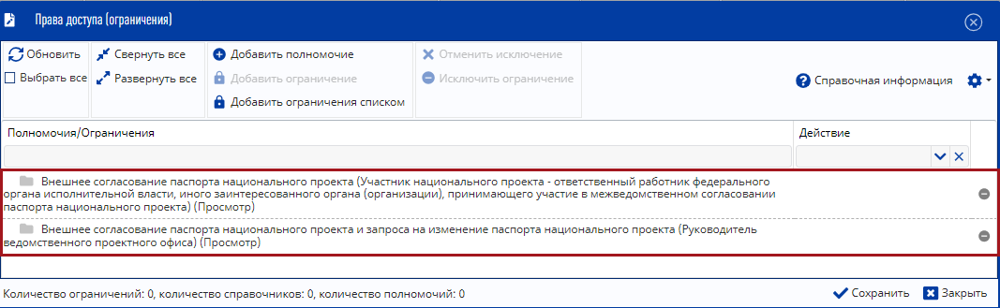 Права доступа (ограничения)
Обновить
Выбрать все
Свернуть все
Развернуть все
Добавить полномочие
Добавить ограничение
Добавить ограничения списком
Отменить исключение
Исключить ограничение
Справочная информация
Полномочия/Ограничения
Действие
Внешнее согласование паспорта национального проекта (Участник национального проекта - ответственный работник федерального
органа исполнительной власти, иного заинтересованного органа (организации), принимающего участие в межведомственном согласовании
паспорта национального проекта) (Просмотр)
Внешнее согласование паспорта национального проекта и запроса на изменение паспорта национального проекта (Руководитель
ведомственного проектного офиса) (Просмотр)
Количество ограничений: 0, количество справочников: 0, количество полномочий: 0
Сохранить
Закрыть